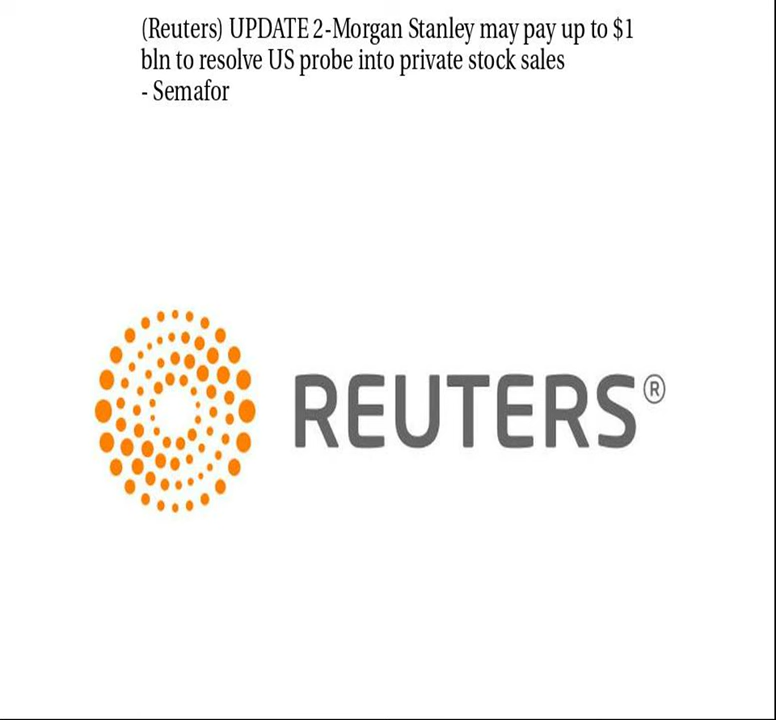 (Reuters) UPDATE 2-Morgan Stanley may pay up to $1
bln to resolve US probe into private stock sales
- Semafor
REUTERS®